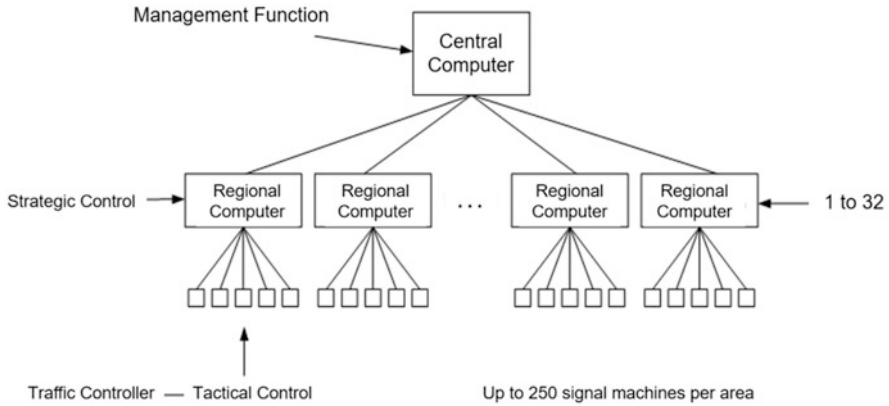 Management Function
Central
Computer
Strategic Control
Regional
Computer
Regional
Computer
...
Regional
Computer
Regional
Computer
1 to 32
Traffic Controller — Tactical Control
Up to 250 signal machines per area